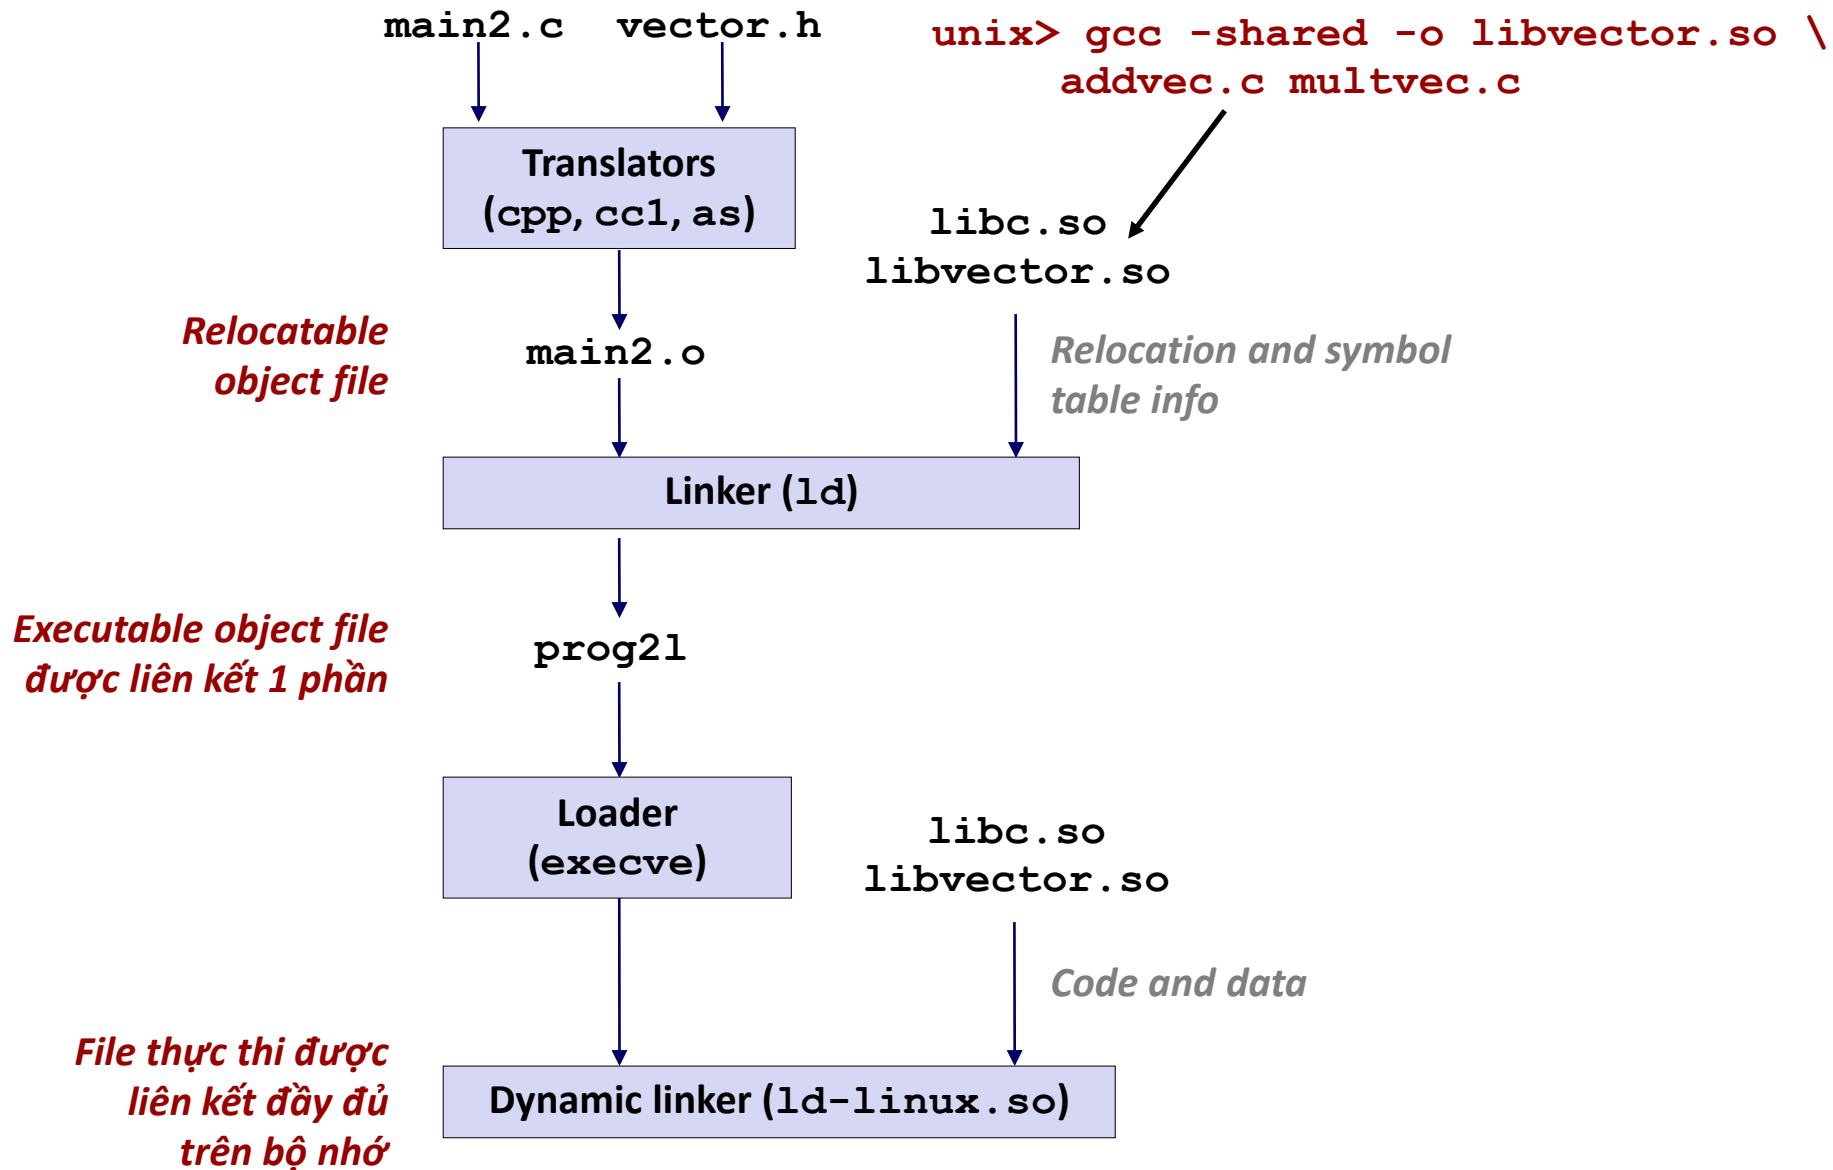 main2.c vector.h
unix> gcc -shared -o libvector.so \
addvec.c multvec.c
Translators
(cpp, cc1, as)
libc.so
libvector.so
Relocatable
object file
main2.o
Relocation and symbol
table info
Linker (ld)
Executable object file
được liên kết 1 phần
prog2l
Loader
(execve)
libc.so
libvector.so
Code and data
File thực thi được
liên kết đầy đủ
trên bộ nhớ
Dynamic linker (ld-linux.so)